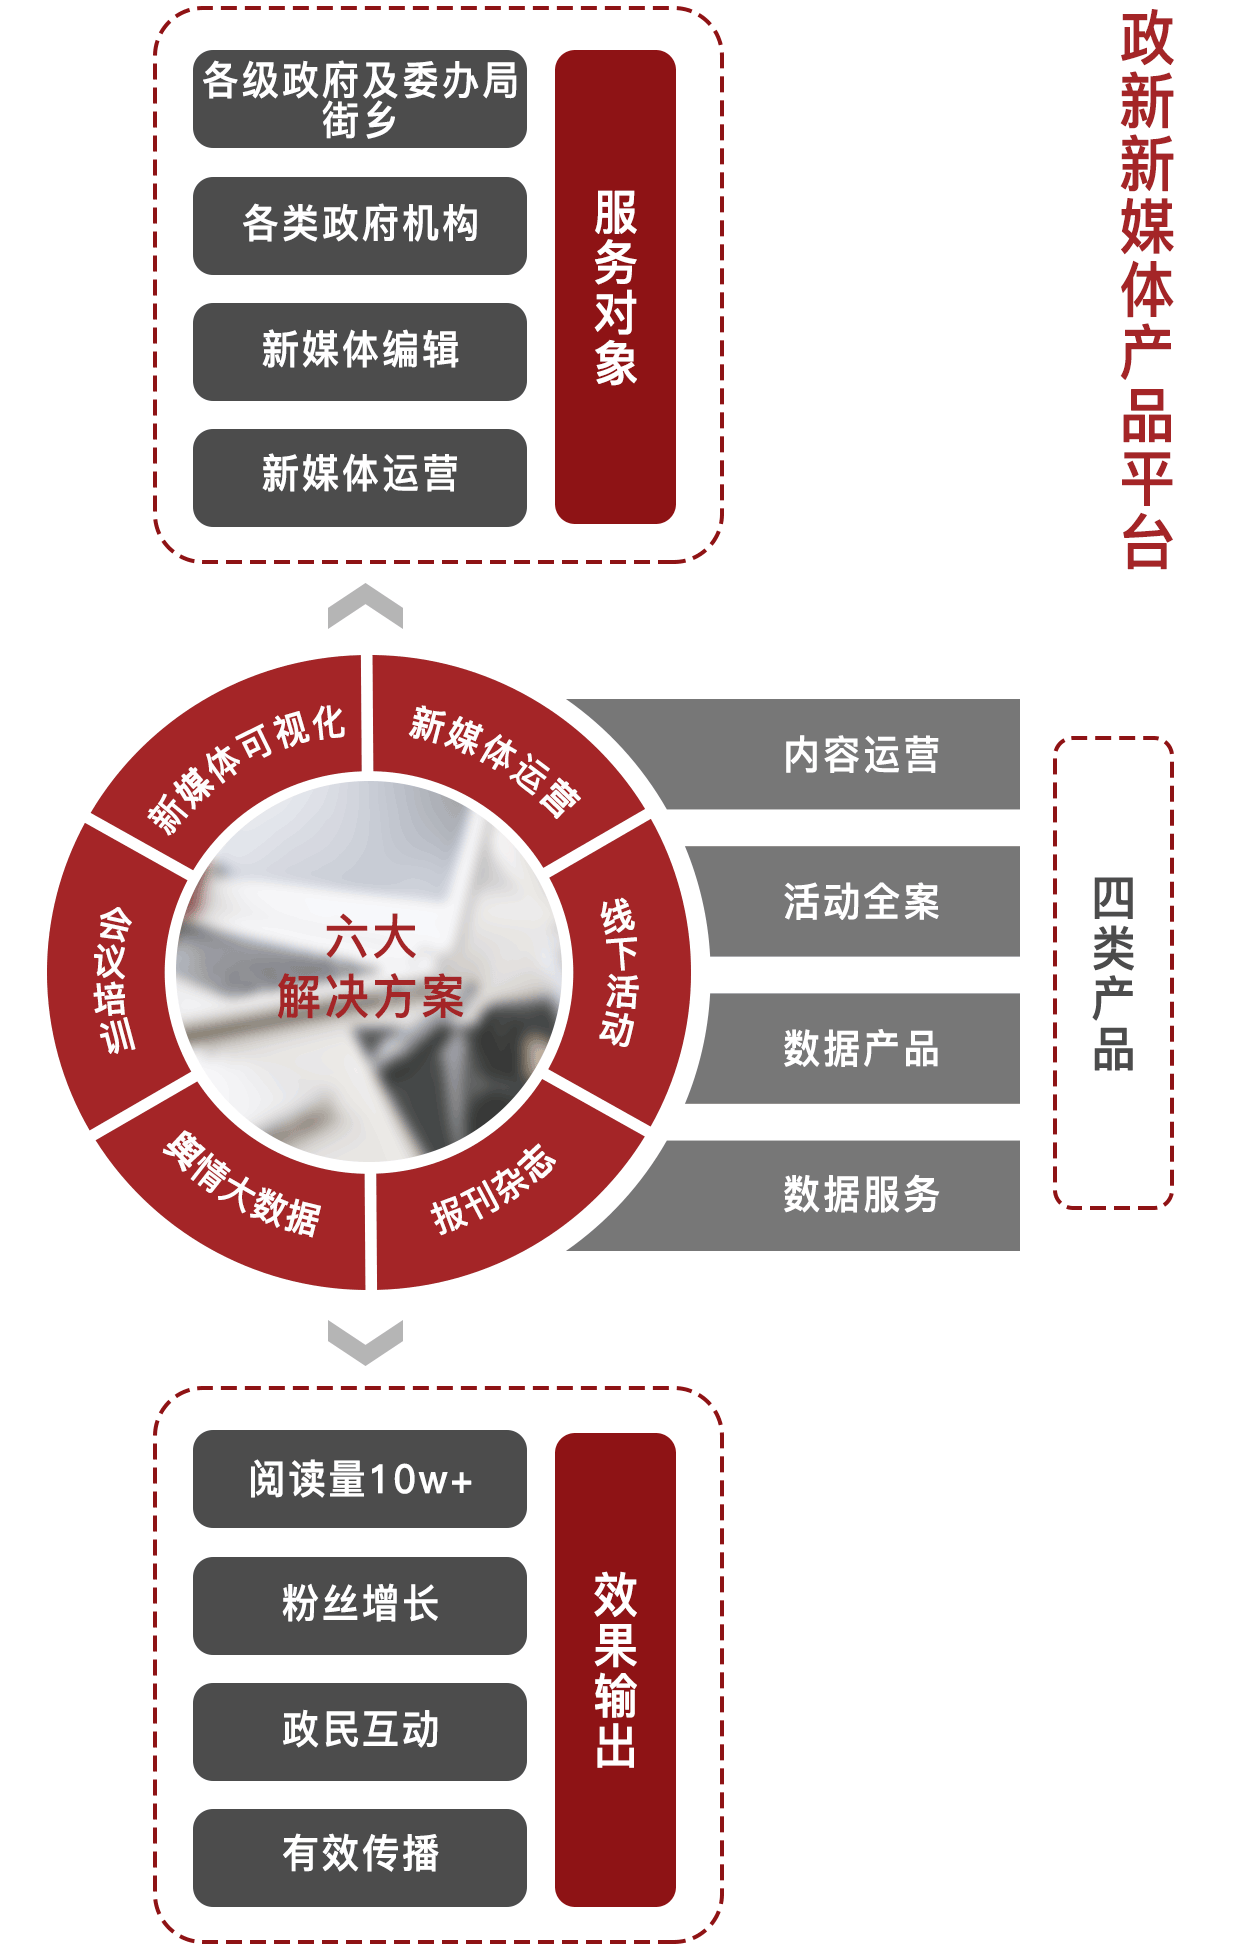 政新新媒体产品平台
各级政府及委办局
街乡
各类政府机构
新媒体编辑
新媒体运营
服务对象
新媒体可视化
新媒体运营
线下活动
报刊杂志
舆情大数据
会议培训
六大
解决方案
内容运营
活动全案
数据产品
数据服务
四类产品
阅读量10w+
粉丝增长
政民互动
有效传播
效果输出